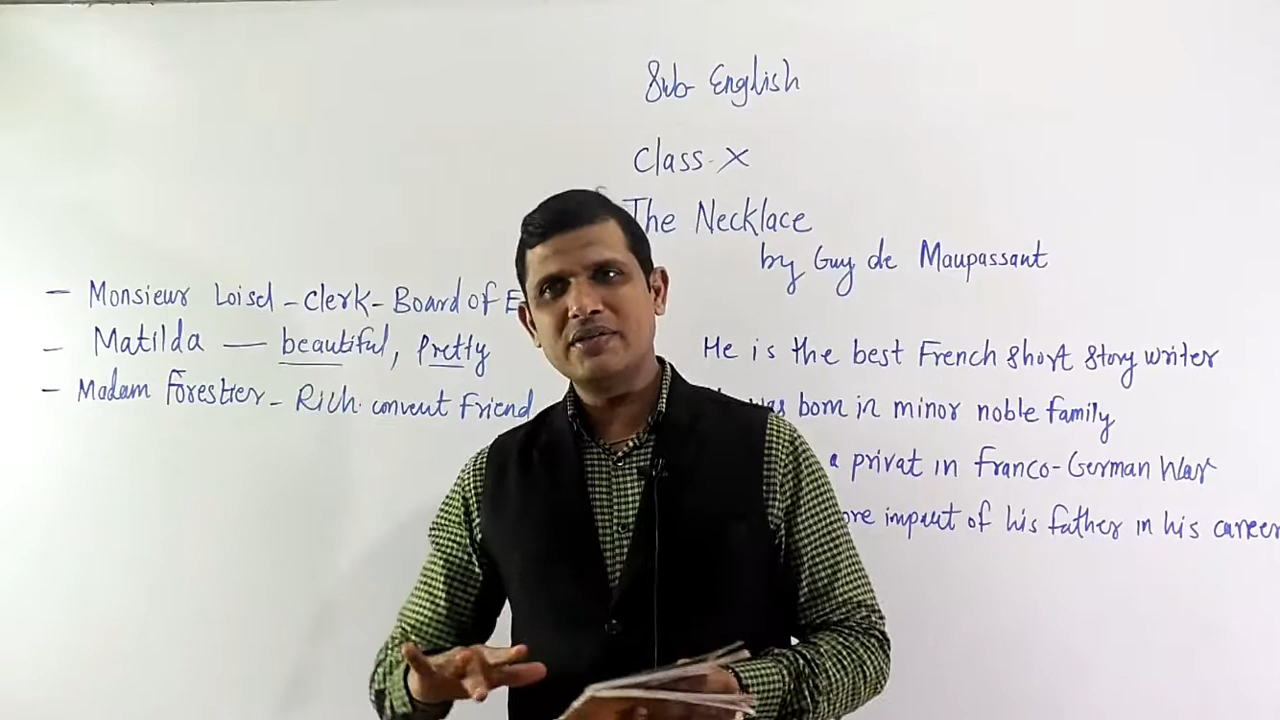 Sub- English
Class- X
The Necklace
by Guy de Maupassant
- Monsieur Loisel - Clerk - Board of E
- Matilda — beautiful, Pretty
- Madam Forestier - Rich. convent Friend
He is the best French short story writer
was born in minor noble family
a privat in Franco-German War
ore impact of his father in his career